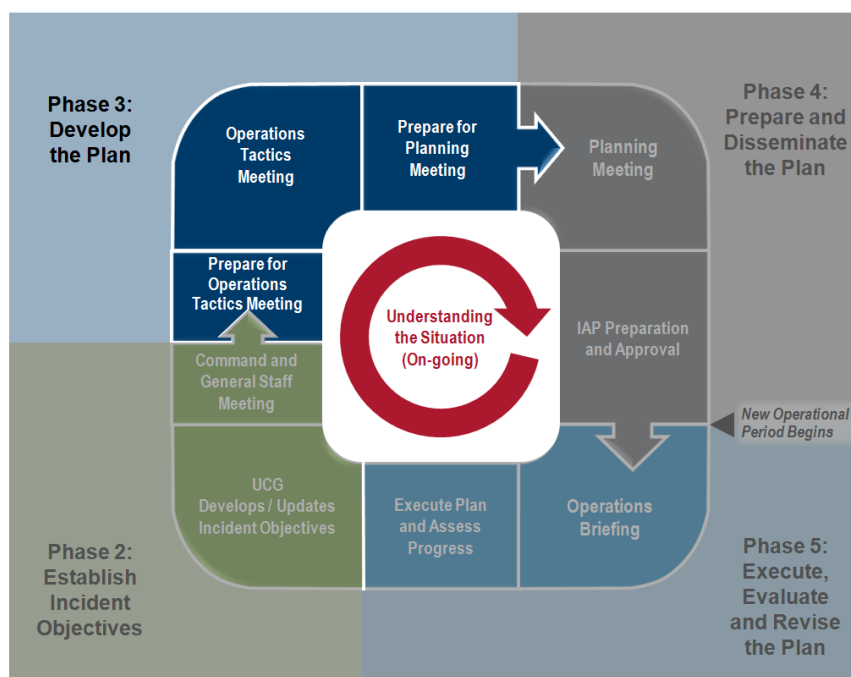 Phase 3:
Develop
the Plan
Operations
Tactics
Meeting
Prepare for
Planning
Meeting
Planning
Meeting
Phase 4:
Prepare and
Disseminate
the Plan
Prepare for
Operations
Tactics Meeting
Understanding
the Situation
(On-going)
IAP Preparation
and Approval
Command and
General Staff
Meeting
New Operational
Period Begins
UCG
Develops / Updates
Incident Objectives
Execute Plan
and Assess
Progress
Operations
Briefing
Phase 2:
Establish
Incident
Objectives
Phase 5:
Execute,
Evaluate
and Revise
the Plan